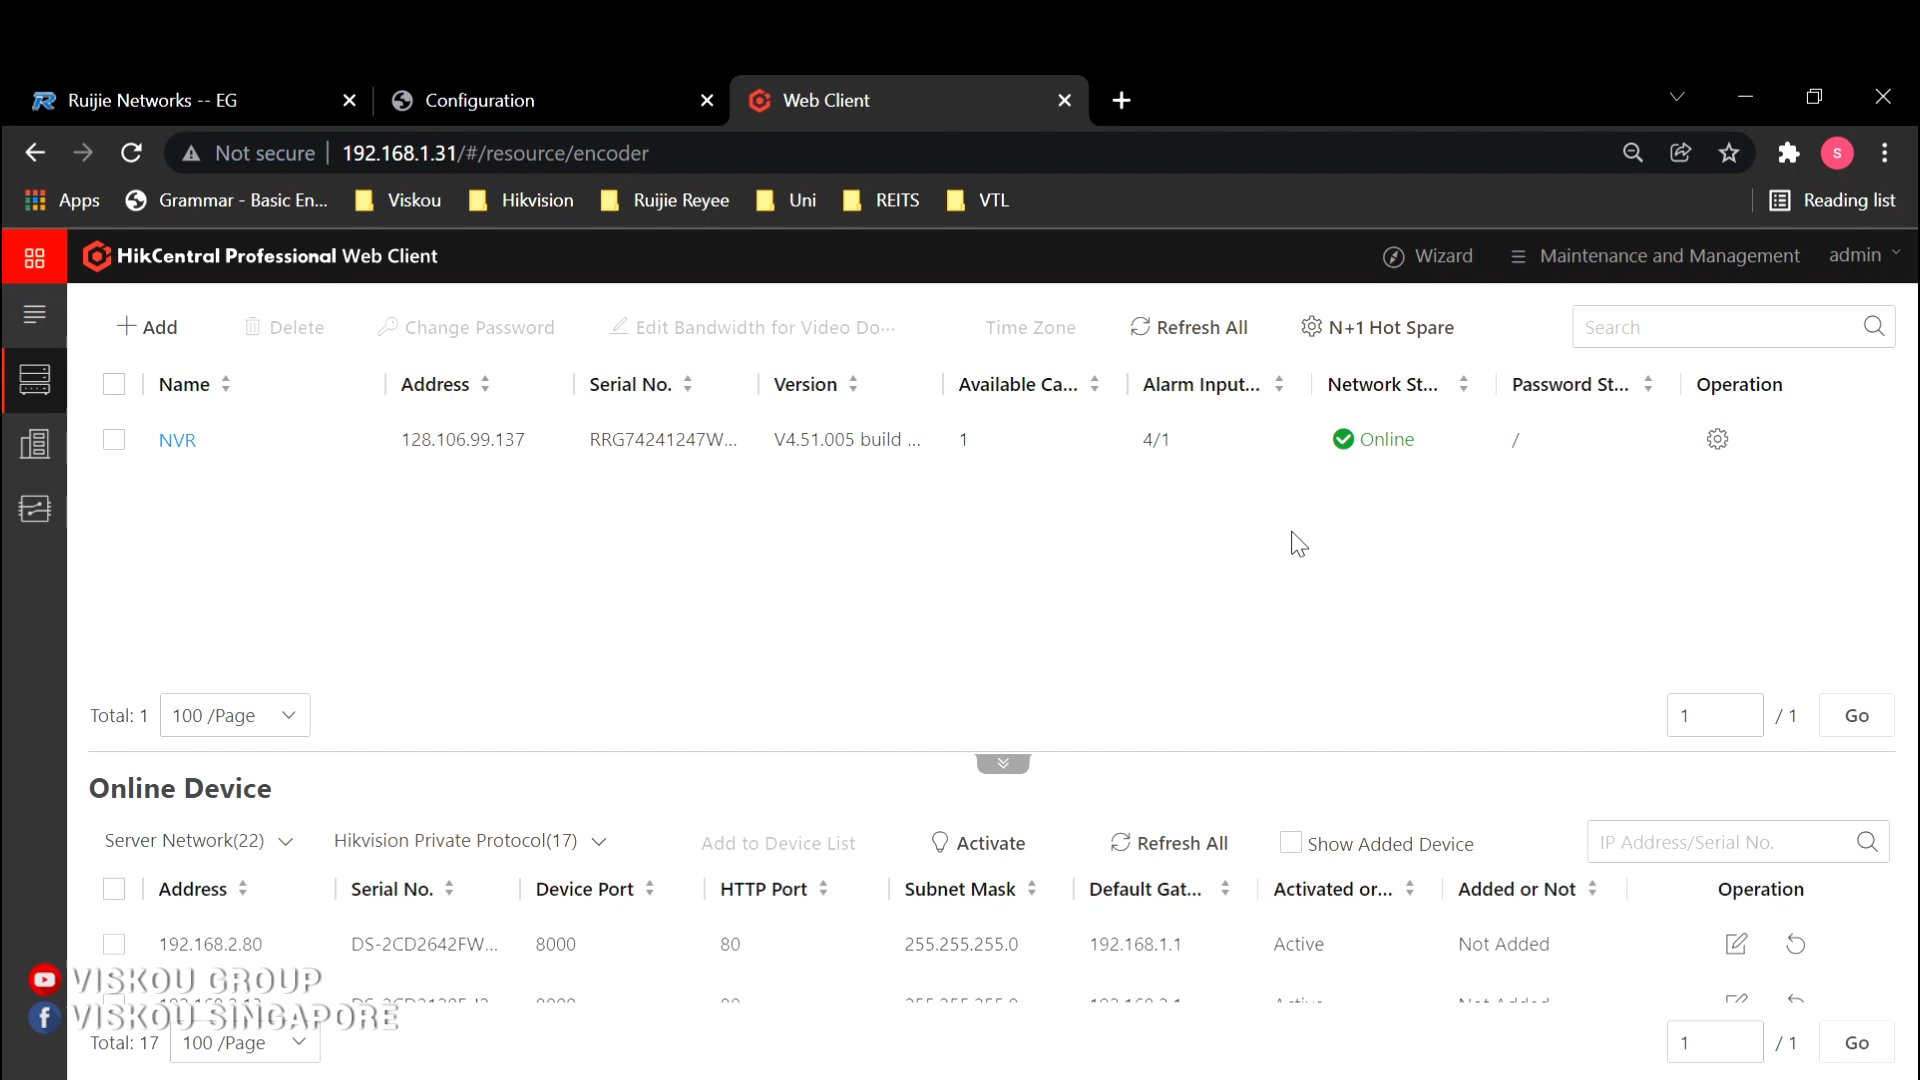 Ruijie Networks -- EG
Configuration
Web Client
Not secure 192.168.1.31/#/resource/encoder
S
Apps Grammar - Basic En... Viskou Hikvision Ruijie Reyee Uni REITS VTL Reading list
HikCentral Professional Web Client Wizard Maintenance and Management admin
Add Delete Change Password Edit Bandwidth for Video Do... Time Zone Refresh All N+1 Hot Spare Search
Name Address Serial No. Version Available Ca... Alarm Input... Network St... Password St... Operation
NVR 128.106.99.137 RRG74241247W... V4.51.005 build ... 1 4/1 Online /
Total: 1 100 /Page 1 / 1 Go
Online Device
Server Network(22) Hikvision Private Protocol(17) Add to Device List Activate Refresh All Show Added Device IP Address/Serial No.
Address Serial No. Device Port HTTP Port Subnet Mask Default Gat... Activated or... Added or Not Operation
192.168.2.80 DS-2CD2642FW... 8000 80 255.255.255.0 192.168.1.1 Active Not Added
VISKOU GROUP
VISKOU SINGAPORE
Total: 17 100 /Page 1 / 1 Go